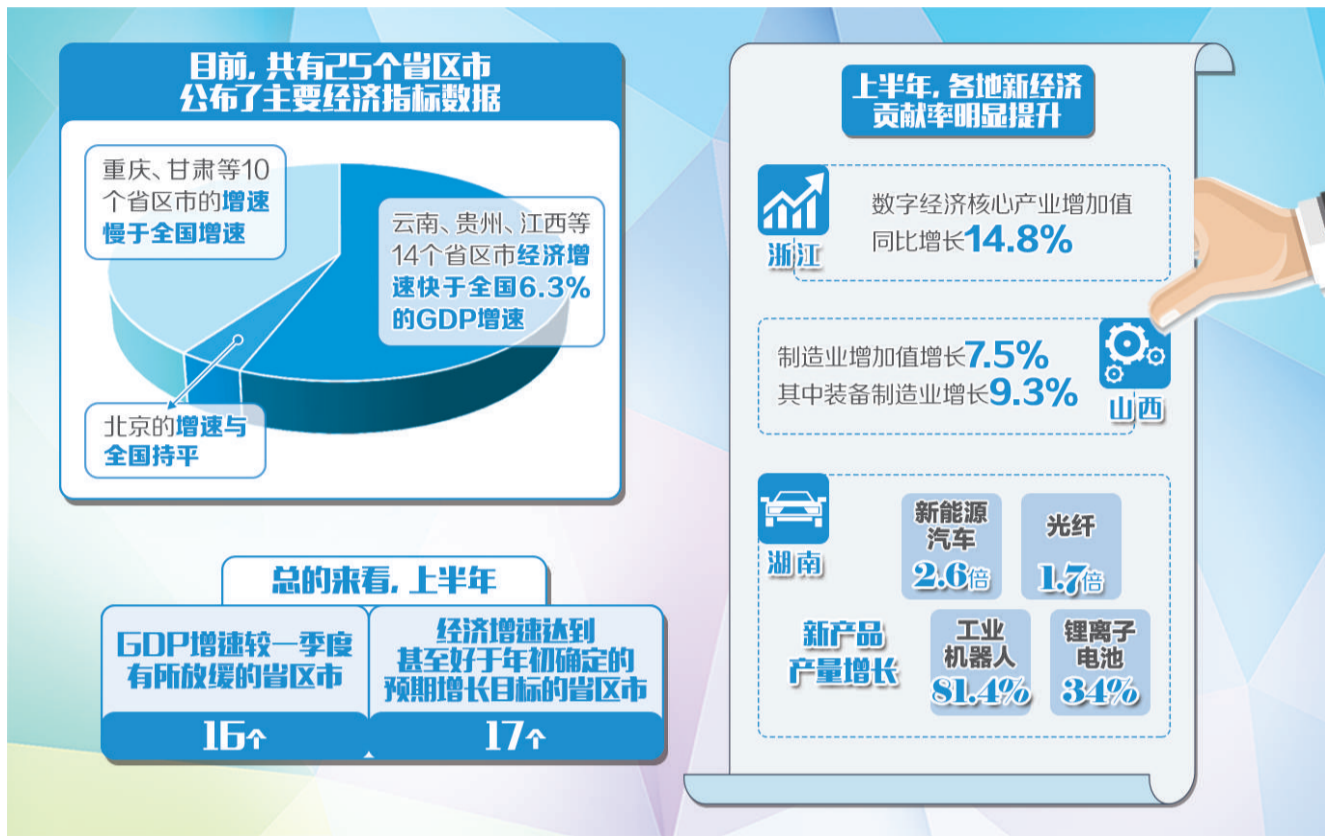 目前,共有25个省区市
公布了主要经济指标数据
重庆、甘肃等10
个省区市的增速
慢于全国增速
云南、贵州、江西等
14个省区市经济增
速快于全国6.3%
的GDP增速
北京的增速与
全国持平
总的来看,上半年
GDP增速较一季度
有所放缓的省区市
16个
经济增速达到
甚至好于年初确定的
预期增长目标的省区市
17个
上半年,各地新经济
贡献率明显提升
浙江
数字经济核心产业增加值
同比增长14.8%
制造业增加值增长7.5%
其中装备制造业增长9.3%
山西
湖南
新产品
产量增长
新能源
汽车
2.6倍
光纤
1.7倍
工业
机器人
81.4%
锂离子
电池
34%